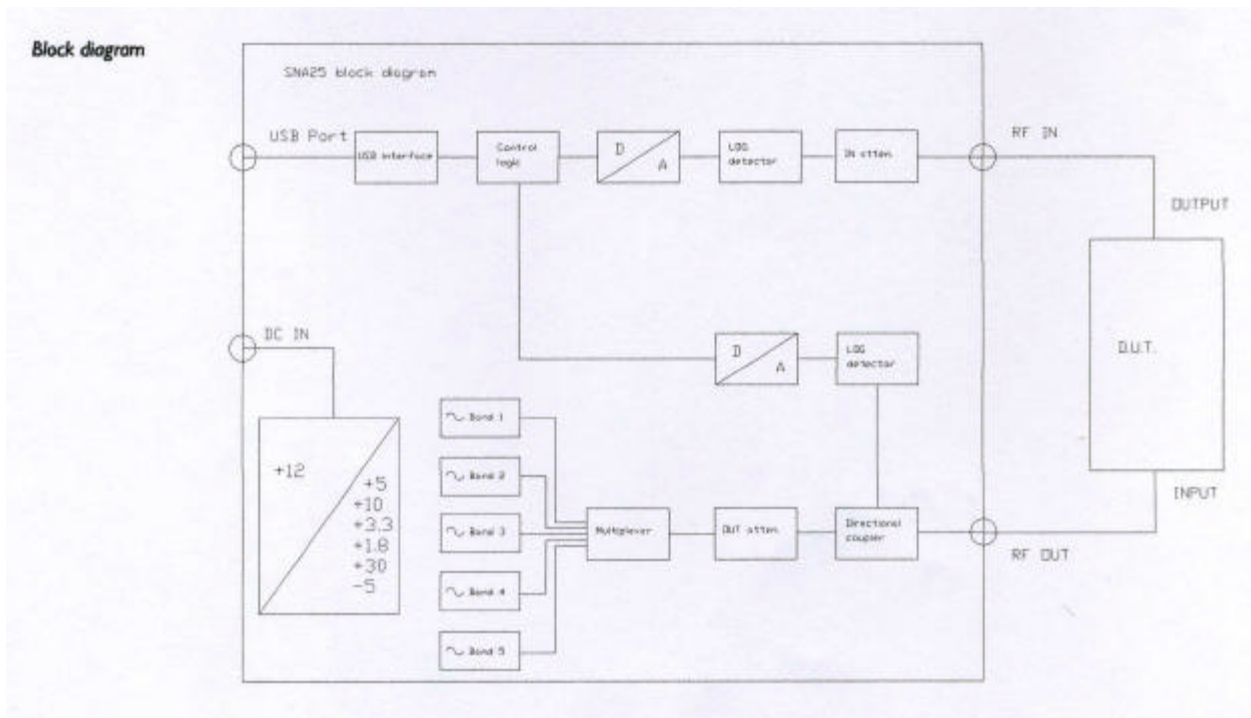 Block diagram
SNA25 block diagram
USB Port
USB interface
Control
logic
D
A
LOG
detector
IN atten
RF IN
OUTPUT
DC IN
D
A
LOG
detector
D.U.T.
+12
+5
+10
+3.3
+1.8
+30
-5
Band 1
Band 2
Band 3
Band 4
Band 5
Multiplexer
OUT atten
Directional
coupler
INPUT
RF OUT